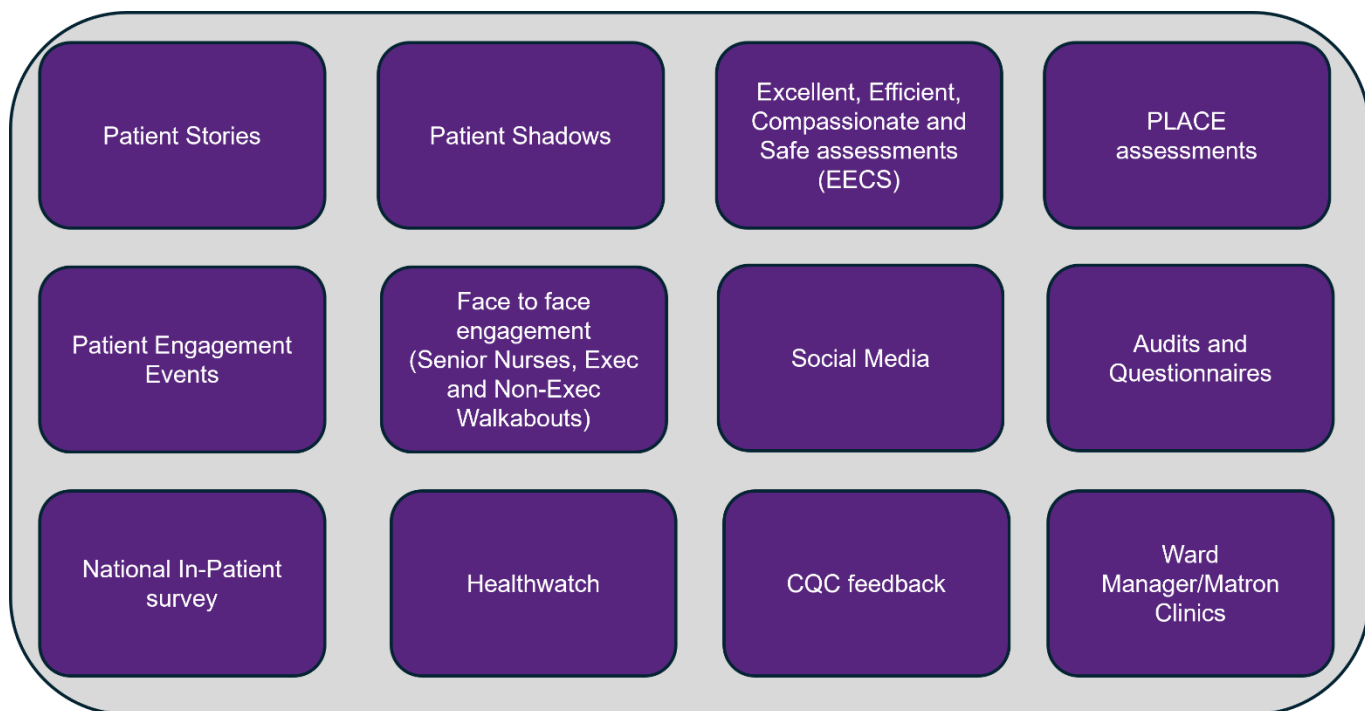 Patient Stories
Patient Shadows
Excellent, Efficient,
Compassionate and
Safe assessments
(EECS)
PLACE
assessments
Patient Engagement
Events
Face to face
engagement
(Senior Nurses, Exec
and Non-Exec
Walkabouts)
Social Media
Audits and
Questionnaires
National In-Patient
survey
Healthwatch
CQC feedback
Ward
Manager/Matron
Clinics